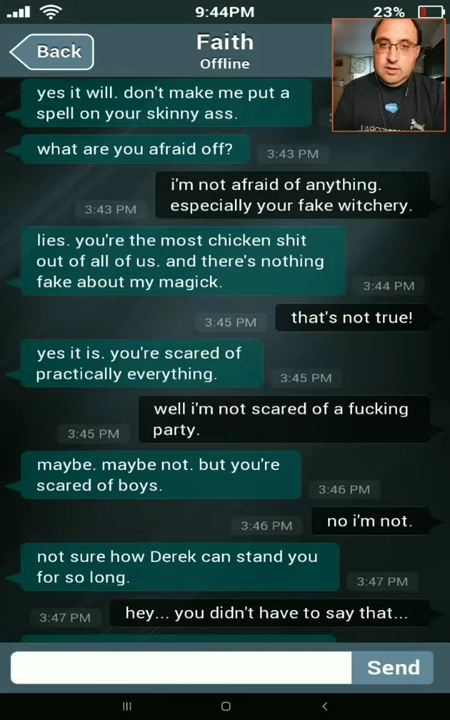 9:44PM
23%
Back
Faith
Offline
yes it will. don't make me put a
spell on your skinny ass.
what are you afraid off?
3:43 PM
i'm not afraid of anything.
especially your fake witchery.
3:43 PM
lies. you're the most chicken shit
out of all of us. and there's nothing
fake about my magick.
3:44 PM
that's not true!
3:45 PM
yes it is. you're scared of
practically everything.
3:45 PM
well i'm not scared of a fucking
party.
3:45 PM
maybe. maybe not. but you're
scared of boys.
3:46 PM
no i'm not.
3:46 PM
not sure how Derek can stand you
for so long.
3:47 PM
hey... you didn't have to say that...
3:47 PM
Send